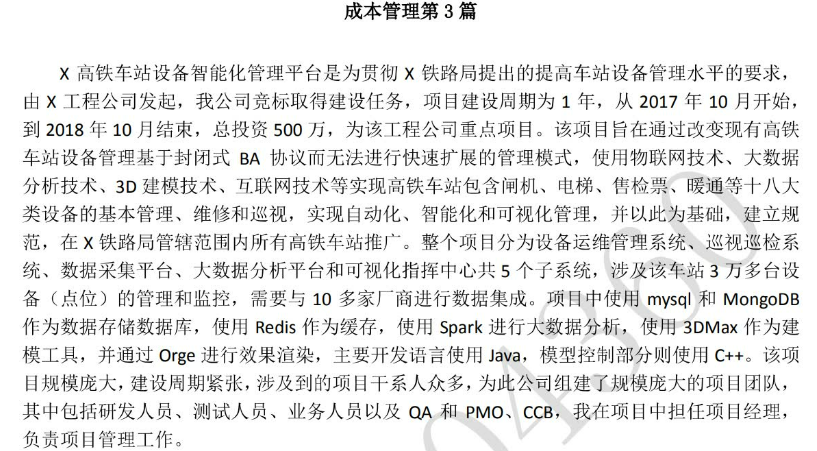 成本管理第 3 篇
X 高铁车站设备智能化管理平台是为贯彻 X 铁路局提出的提高车站设备管理水平的要求，
由 X 工程公司发起，我公司竞标取得建设任务，项目建设周期为 1 年，从 2017 年 10 月开始，
到 2018 年 10 月结束，总投资 500 万，为该工程公司重点项目。该项目旨在通过改变现有高铁
车站设备管理基于封闭式 BA 协议而无法进行快速扩展的管理模式，使用物联网技术、大数据
分析技术、3D 建模技术、互联网技术等实现高铁车站包含闸机、电梯、售检票、暖通等十八大
类设备的基本管理、维修和巡视，实现自动化、智能化和可视化管理，并以此为基础，建立规
范，在 X 铁路局管辖范围内所有高铁车站推广。整个项目分为设备运维管理系统、巡视巡检系
统、数据采集平台、大数据分析平台和可视化指挥中心共 5 个子系统，涉及该车站 3 万多台设
备（点位）的管理和监控，需要与 10 多家厂商进行数据集成。项目中使用 mysql 和 MongoDB
作为数据存储数据库，使用 Redis 作为缓存，使用 Spark 进行大数据分析，使用 3DMax 作为建
模工具，并通过 Orge 进行效果渲染，主要开发语言使用 Java，模型控制部分则使用 C++。该项
目规模庞大，建设周期紧张，涉及到的项目干系人众多，为此公司组建了规模庞大的项目团队，
其中包括研发人员、测试人员、业务人员以及 QA 和 PMO、CCB，我在项目中担任项目经理，
负责项目管理工作。
04360